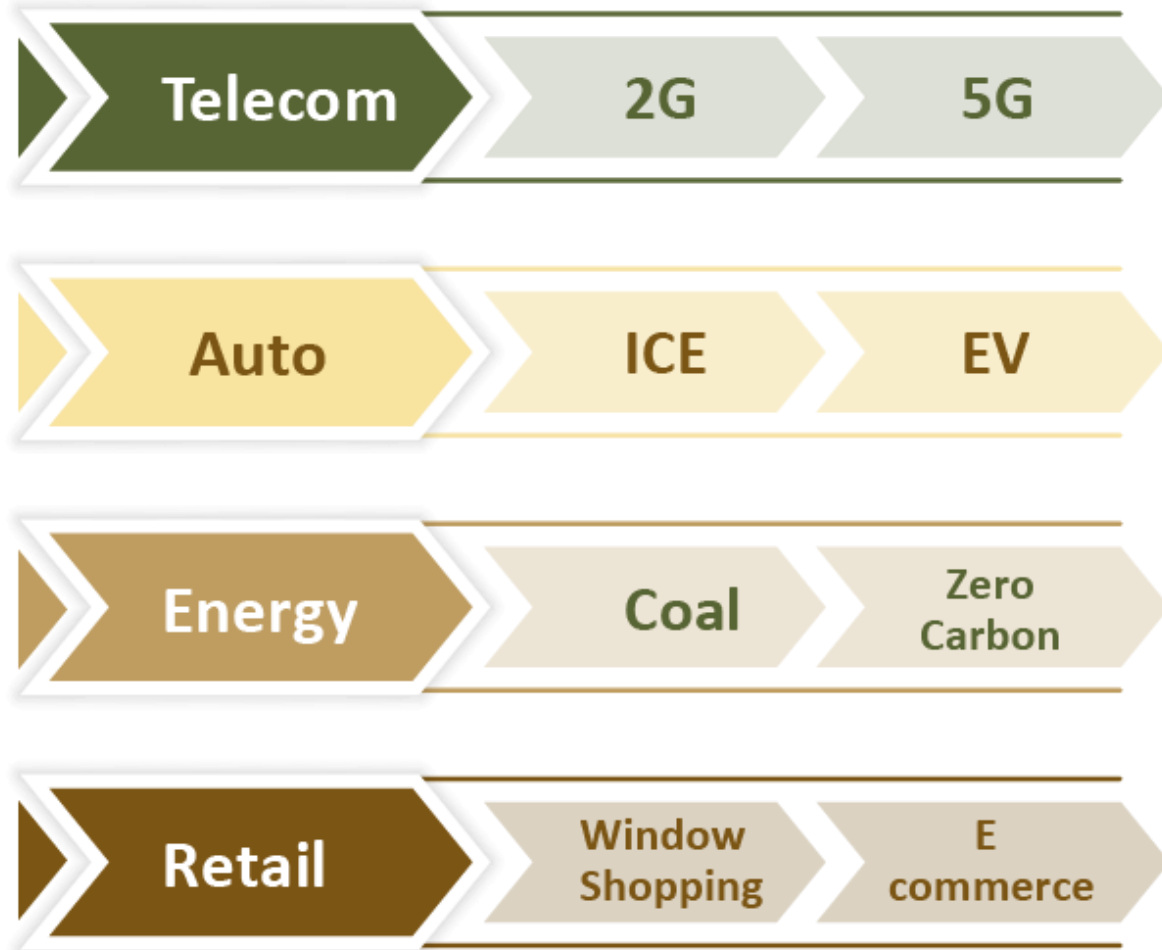 Telecom
2G
5G
Auto
ICE
EV
Energy
Coal
Zero
Carbon
Retail
Window
Shopping
E
commerce